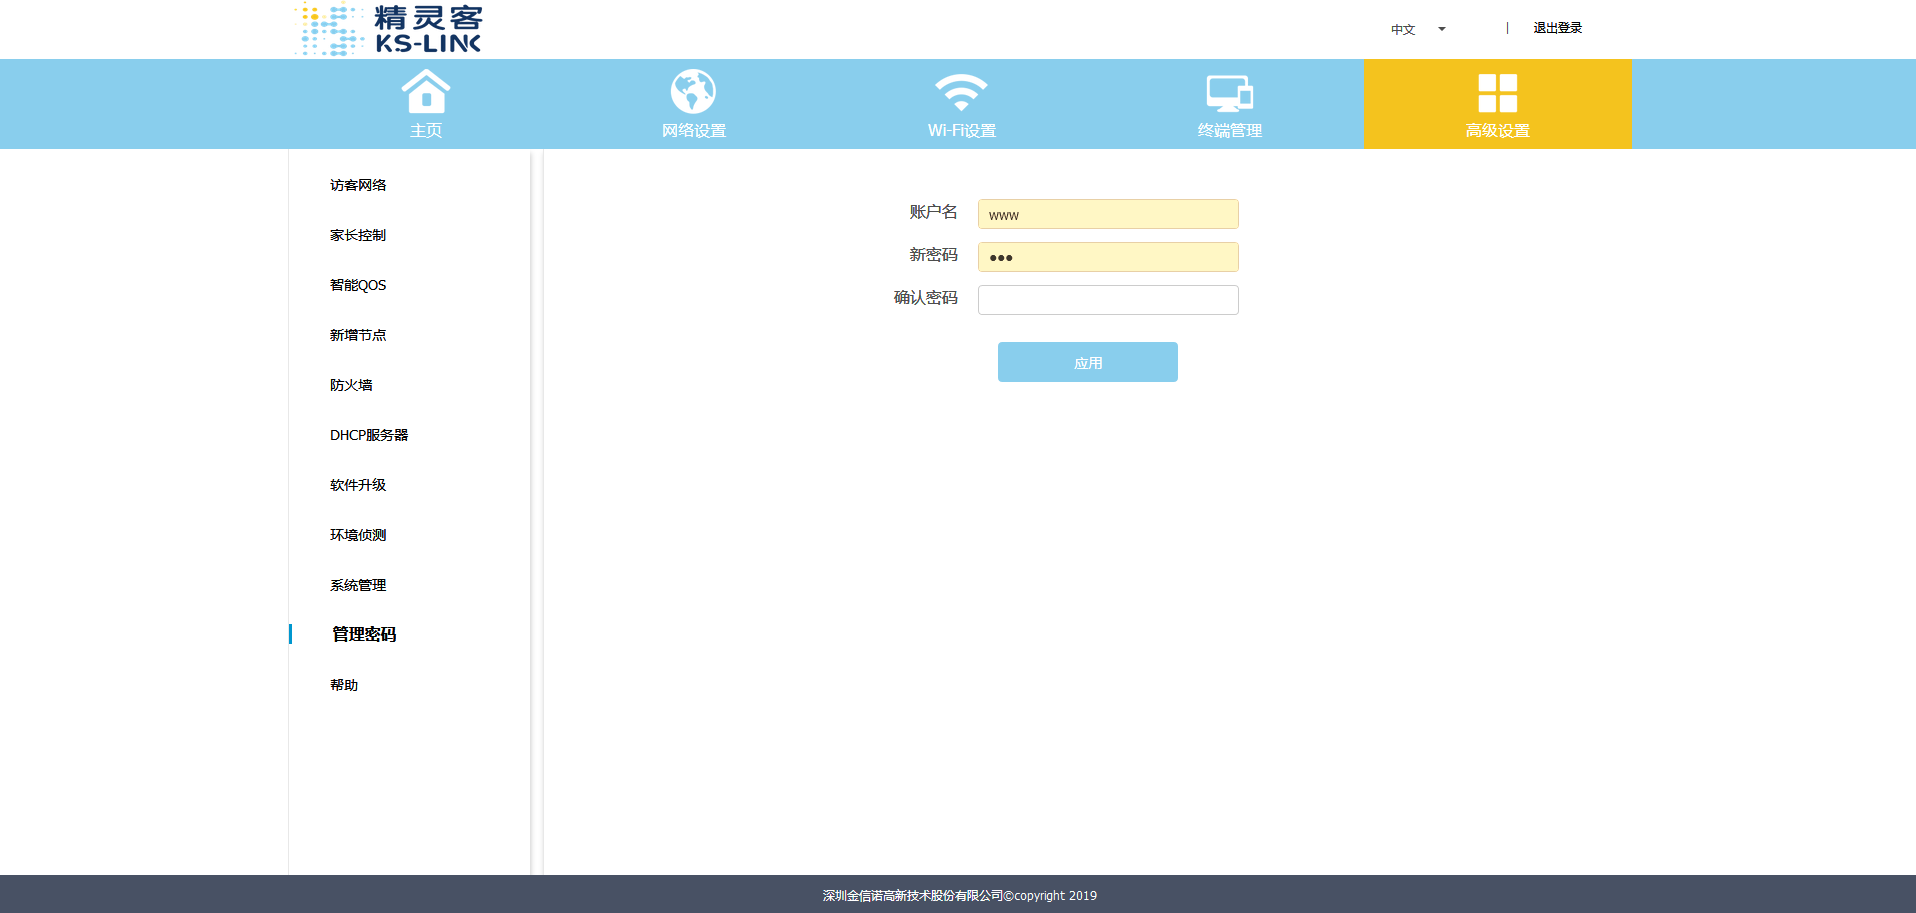 精灵客
KS-LINK
中文
退出登录
主页
网络设置
Wi-Fi设置
终端管理
高级设置
访客网络
家长控制
智能QOS
新增节点
防火墙
DHCP服务器
软件升级
环境侦测
系统管理
管理密码
帮助
账户名 www
新密码 •••
确认密码
应用
深圳金信诺高新技术股份有限公司©copyright 2019